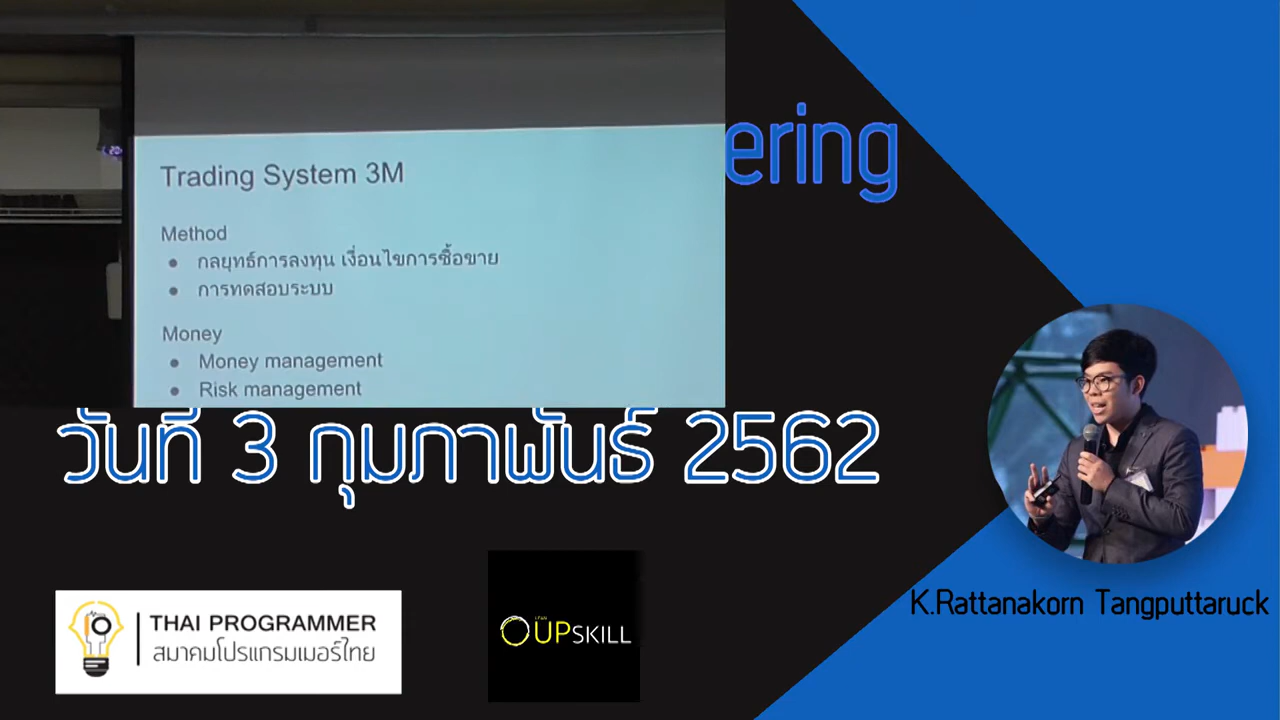 Trading System 3M
ering
Method
• กลยุทธ์การลงทุน เงื่อนไขการซื้อขาย
• การทดสอบระบบ
Money
• Money management
• Risk management
วันที่ 3 กุมภาพันธ์ 2562
K.Rattanakorn Tangputtaruck
THAI PROGRAMMER
สมาคมโปรแกรมเมอร์ไทย
UPSKILL